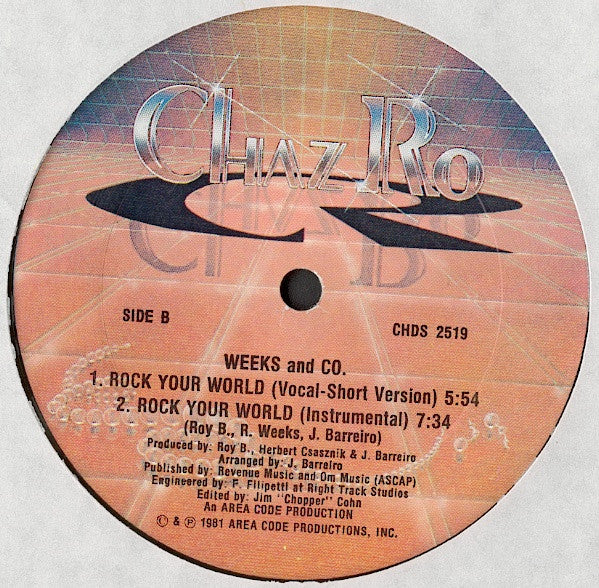 Chaz Ro
SIDE B
CHDS 2519
WEEKS and CO.
1. ROCK YOUR WORLD (Vocal-Short Version) 5:54
2. ROCK YOUR WORLD (Instrumental) 7:34
(Roy B., R. Weeks, J. Barreiro)
Produced by: Roy B., Herbert Csasznik & J. Barreiro
Arranged by: J. Barreiro
Published by: Revenue Music and Om Music (ASCAP)
Engineered by: F. Filipetti at Right Track Studios
Edited by: Jim "Chopper" Cohn
An AREA CODE PRODUCTION
© & ℗ 1981 AREA CODE PRODUCTIONS, INC.